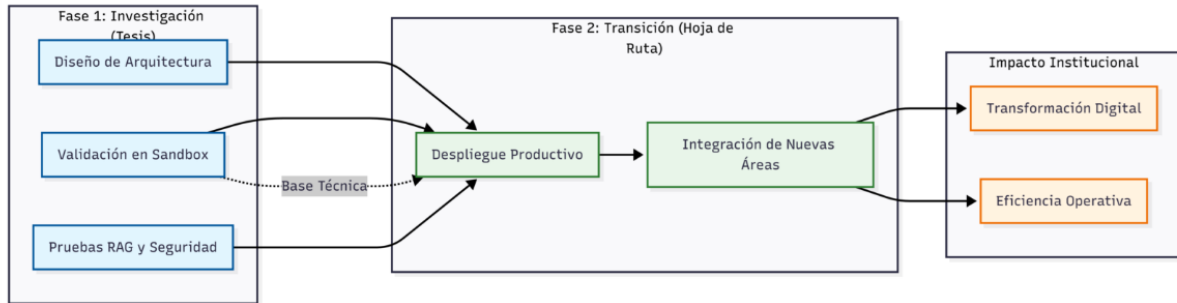 Fase 1: Investigación
(Tesis)
Diseño de Arquitectura
Validación en Sandbox
Base Técnica
Pruebas RAG y Seguridad
Fase 2: Transición (Hoja de
Ruta)
Despliegue Productivo
Integración de Nuevas
Áreas
Impacto Institucional
Transformación Digital
Eficiencia Operativa